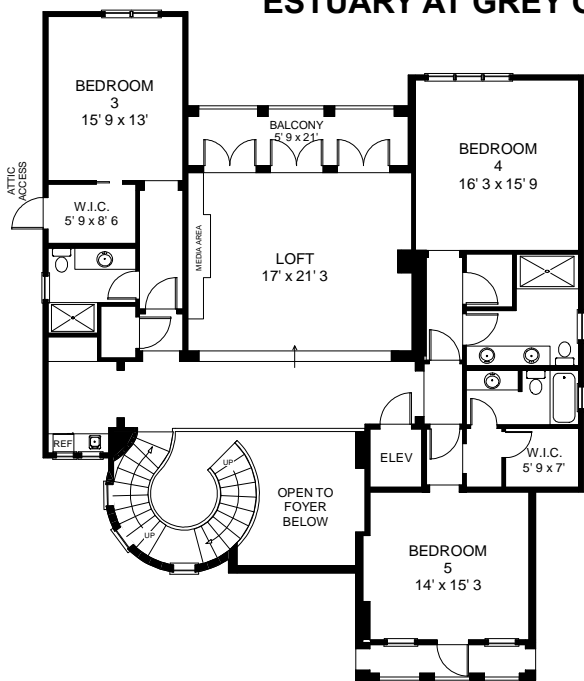 ESTUARY AT GREY
BEDROOM
3
15' 9 x 13'
BALCONY
5' 9 x 21'
BEDROOM
4
16' 3 x 15' 9
ATTIC
ACCESS
W.I.C.
5' 9 x 8' 6
MEDIA AREA
LOFT
17' x 21' 3
REF
UP
UP
ELEV
OPEN TO
FOYER
BELOW
W.I.C.
5' 9 x 7'
BEDROOM
5
14' x 15' 3